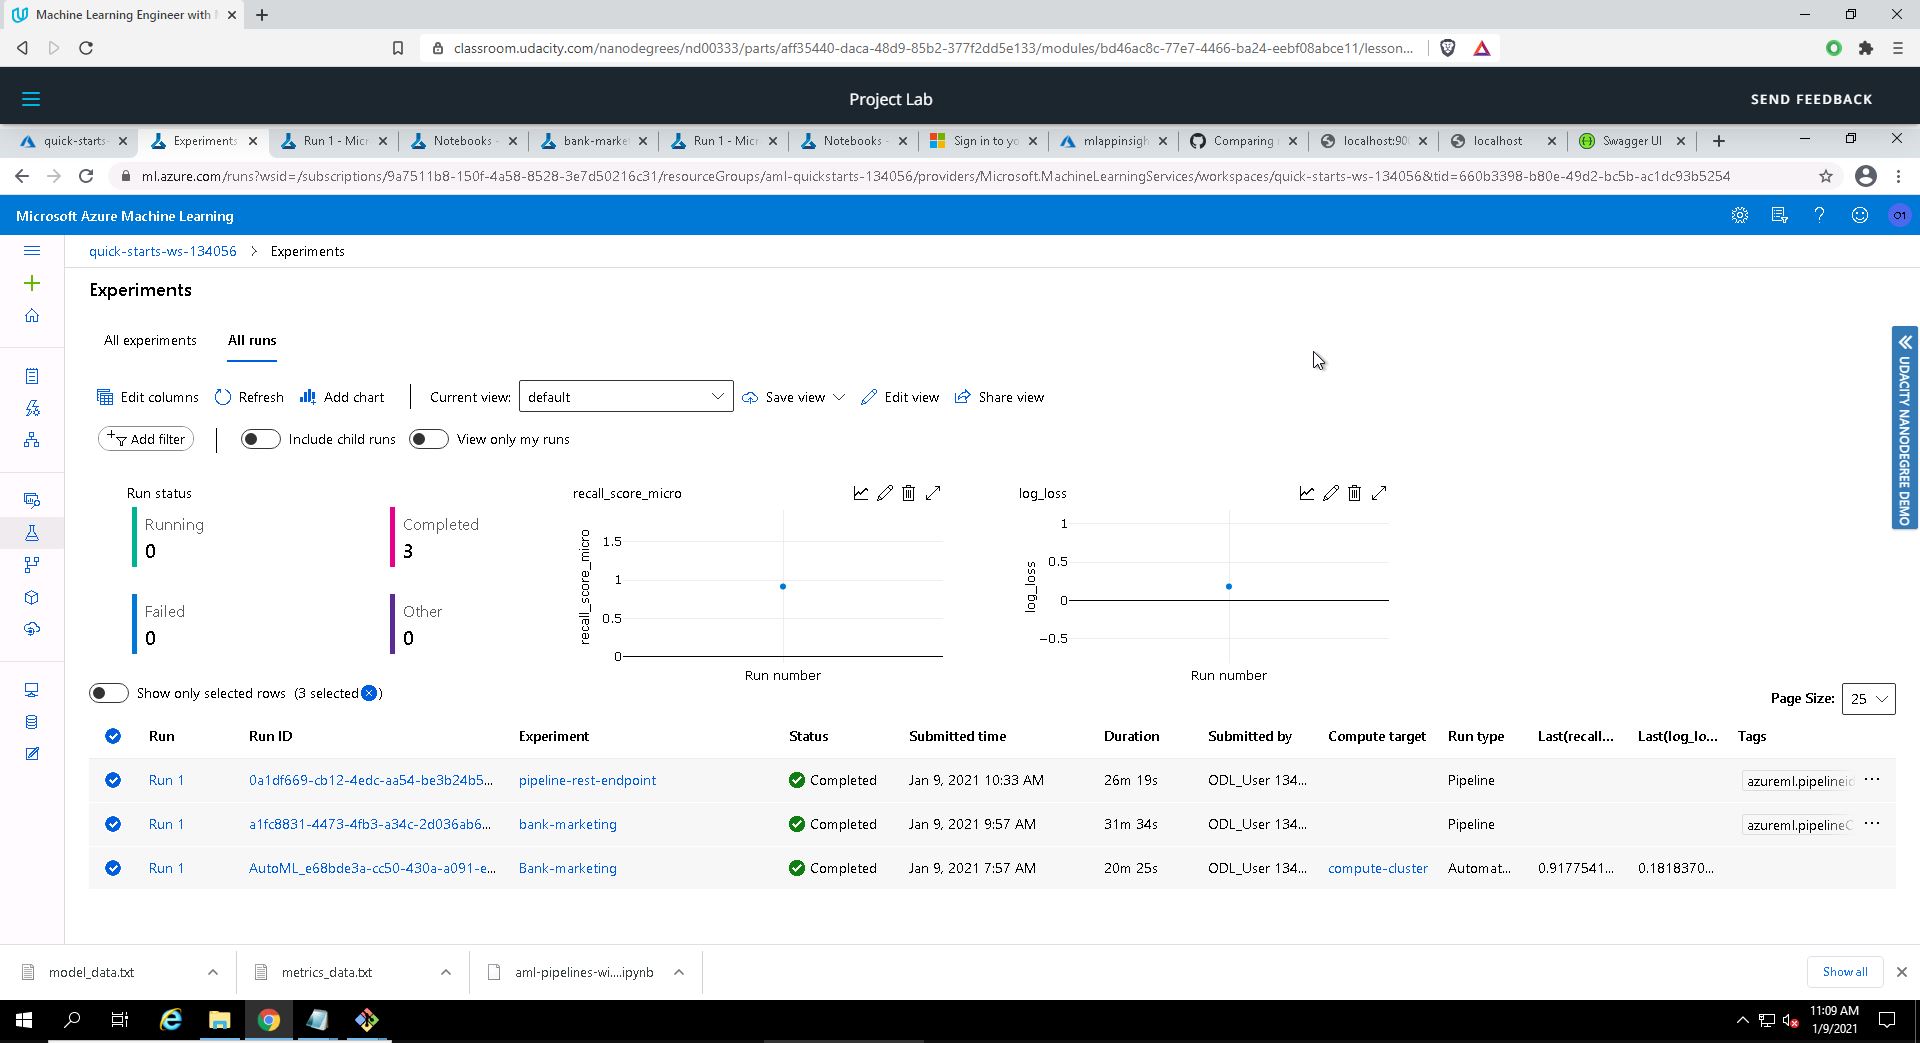 Machine Learning Engineer with
classroom.udacity.com/nanodegrees/nd00333/parts/aff35440-daca-48d9-85b2-377f2dd5e133/modules/bd46ac8c-77e7-4466-ba24-eebf08abce11/lesson...
Project Lab
SEND FEEDBACK
quick-starts- Experiments Run 1 - Micr Notebooks - bank-market Run 1 - Micr Notebooks - Sign in to yo mlappinsigh Comparing localhost:90 localhost Swagger UI
ml.azure.com/runs?wsid=/subscriptions/9a7511b8-150f-4a58-8528-3e7d50216c31/resourceGroups/aml-quickstarts-134056/providers/Microsoft.MachineLearningServices/workspaces/quick-starts-ws-134056&tid=660b3398-b80e-49d2-bc5b-ac1dc93b5254
Microsoft Azure Machine Learning
O1
quick-starts-ws-134056 > Experiments
Experiments
All experiments All runs
Edit columns Refresh Add chart Current view: default Save view Edit view Share view
Add filter Include child runs View only my runs
UDACITY NANODEGREE DEMO
Run status
Running
0
Completed
3
Failed
0
Other
0
recall_score_micro
recall_score_micro
1.5
1
0.5
0
Run number
log_loss
log_loss
1
0.5
0
−0.5
Run number
Show only selected rows (3 selected )
Page Size: 25
Run Run ID Experiment Status Submitted time Duration Submitted by Compute target Run type Last(recall... Last(log_lo... Tags
Run 1 0a1df669-cb12-4edc-aa54-be3b24b5... pipeline-rest-endpoint Completed Jan 9, 2021 10:33 AM 26m 19s ODL_User 134... Pipeline azureml.pipelineid ...
Run 1 a1fc8831-4473-4fb3-a34c-2d036ab6... bank-marketing Completed Jan 9, 2021 9:57 AM 31m 34s ODL_User 134... Pipeline azureml.pipelineC ...
Run 1 AutoML_e68bde3a-cc50-430a-a091-e... Bank-marketing Completed Jan 9, 2021 7:57 AM 20m 25s ODL_User 134... compute-cluster Automat... 0.9177541... 0.1818370...
model_data.txt metrics_data.txt aml-pipelines-wi....ipynb Show all
11:09 AM
1/9/2021